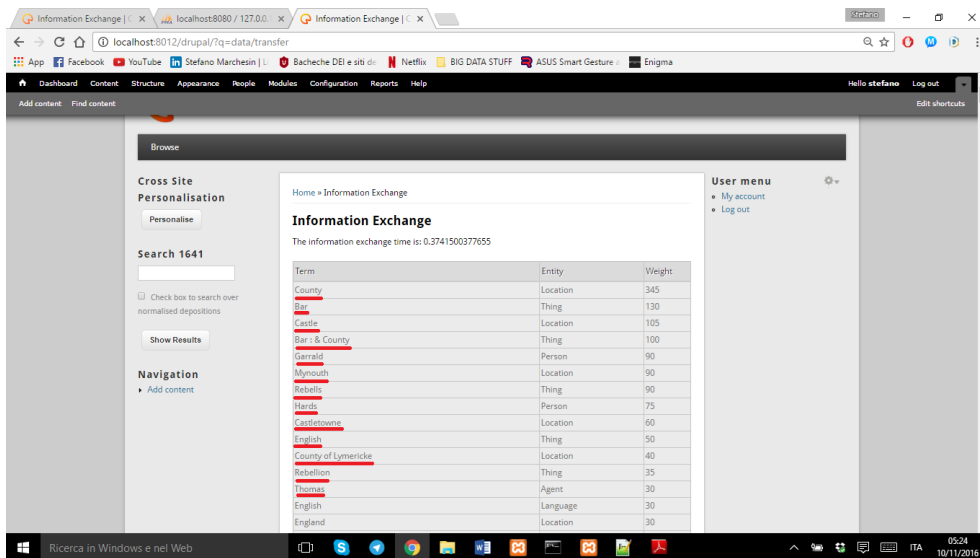 Information Exchange | C
localhost:8080 / 127.0.0.1
Information Exchange | C
Stefano
localhost:8012/drupal/?q=data/transfer
App Facebook YouTube Stefano Marchesin | Li Bacheche DEI e siti de Netflix BIG DATA STUFF ASUS Smart Gesture Enigma
Dashboard Content Structure Appearance People Modules Configuration Reports Help Hello stefano Log out
Add content Find content Edit shortcuts
Browse
Cross Site
Personalisation
Personalise
Search 1641
Check box to search over
normalised depositions
Show Results
Navigation
Add content
Home » Information Exchange
Information Exchange
The information exchange time is: 0.3741500377655
Term Entity Weight
County Location 345
Bar Thing 130
Castle Location 105
Bar : & County Thing 100
Garrald Person 90
Mynouth Location 90
Rebells Thing 90
Hards Person 75
Castletowne Location 60
English Thing 50
County of Lymericke Location 40
Rebellion Thing 35
Thomas Agent 30
English Language 30
England Location 30
User menu
My account
Log out
Ricerca in Windows e nel Web
ITA
05:24
10/11/2016